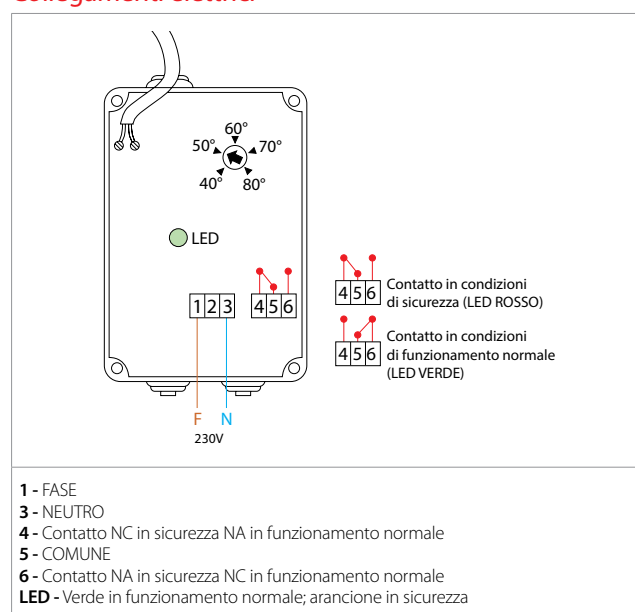 Collegamenti elettrici
60°
50°
70°
40°
80°
LED
1 2 3
4 5 6
4 5 6
Contatto in condizioni
di sicurezza (LED ROSSO)
4 5 6
Contatto in condizioni
di funzionamento normale
(LED VERDE)
F
N
230V
1 - FASE
3 - NEUTRO
4 - Contatto NC in sicurezza NA in funzionamento normale
5 - COMUNE
6 - Contatto NA in sicurezza NC in funzionamento normale
LED - Verde in funzionamento normale; arancione in sicurezza